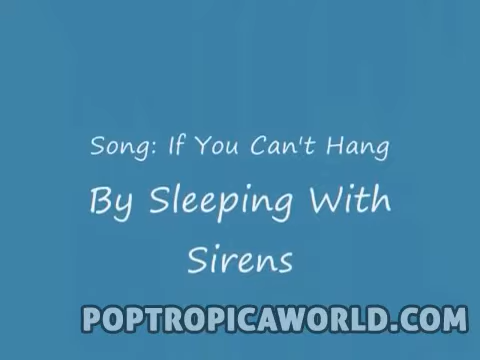 Song: If You Can't Hang
By Sleeping With
Sirens
POPTROPICAWORLD.COM